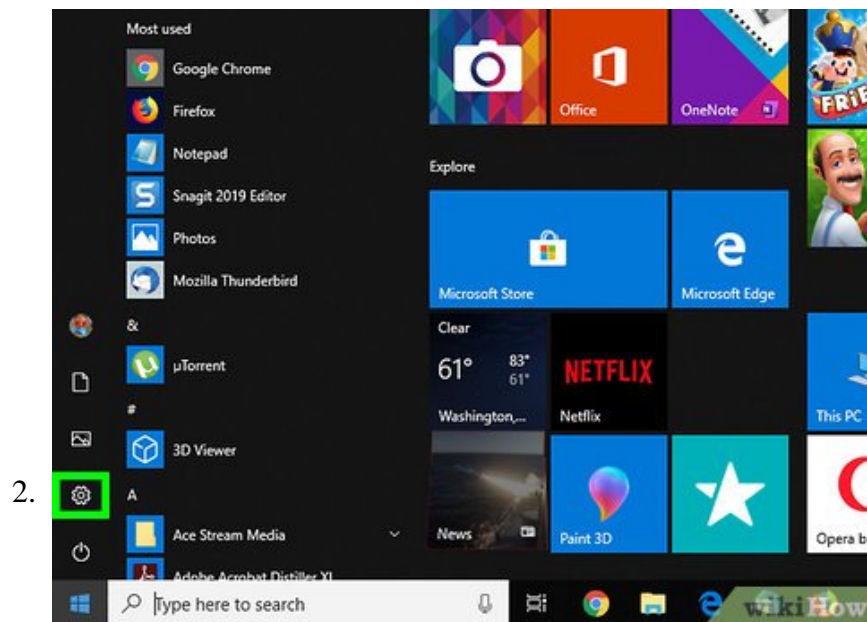 Most used
Google Chrome
Firefox
Notepad
Snagit 2019 Editor
Photos
Mozilla Thunderbird
&
µTorrent
#
3D Viewer
A
Ace Stream Media
Adobe Acrobat Distiller XI
Office
OneNote
Explore
Microsoft Store
Microsoft Edge
Clear
61° 83°
61°
Washington,...
NETFLIX
Netflix
This PC
News
Paint 3D
Opera b
2.
Type here to search
wikiHow